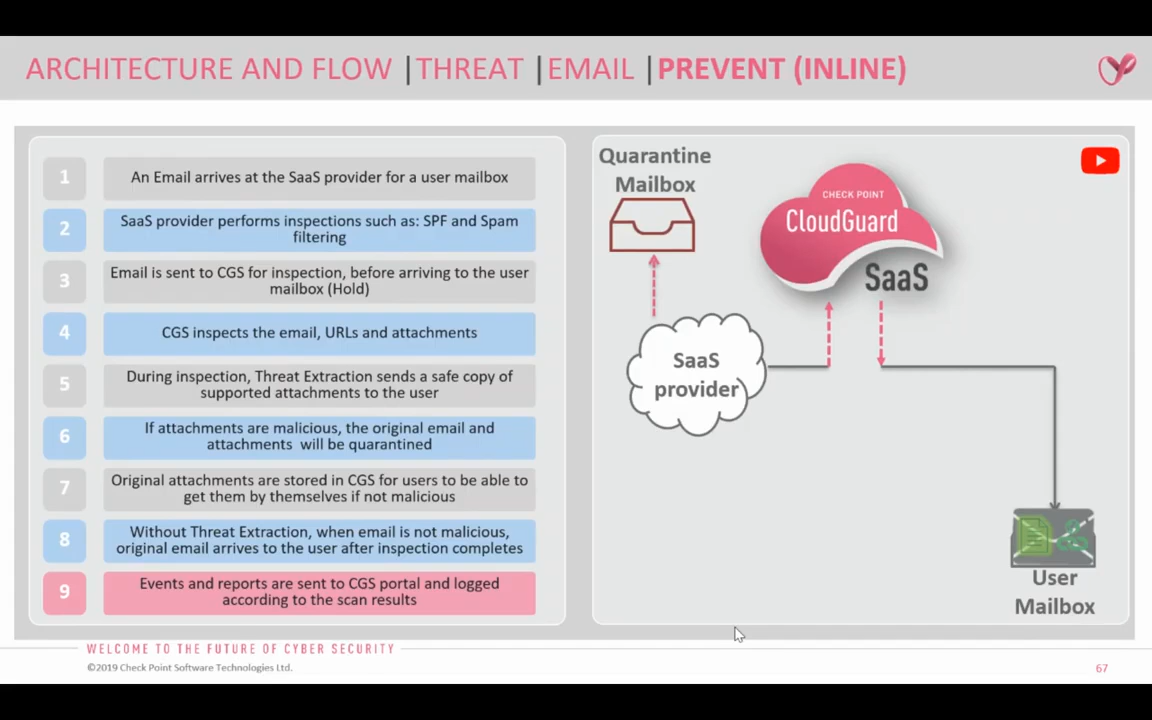 ARCHITECTURE AND FLOW |THREAT |EMAIL |PREVENT (INLINE)
1
An Email arrives at the SaaS provider for a user mailbox
2
SaaS provider performs inspections such as: SPF and Spam
filtering
3
Email is sent to CGS for inspection, before arriving to the user
mailbox (Hold)
4
CGS inspects the email, URLs and attachments
5
During inspection, Threat Extraction sends a safe copy of
supported attachments to the user
6
If attachments are malicious, the original email and
attachments will be quarantined
7
Original attachments are stored in CGS for users to be able to
get them by themselves if not malicious
8
Without Threat Extraction, when email is not malicious,
original email arrives to the user after inspection completes
9
Events and reports are sent to CGS portal and logged
according to the scan results
Quarantine
Mailbox
CHECK POINT
CloudGuard
SaaS
SaaS
provider
User
Mailbox
WELCOME TO THE FUTURE OF CYBER SECURITY
©2019 Check Point Software Technologies Ltd.
67